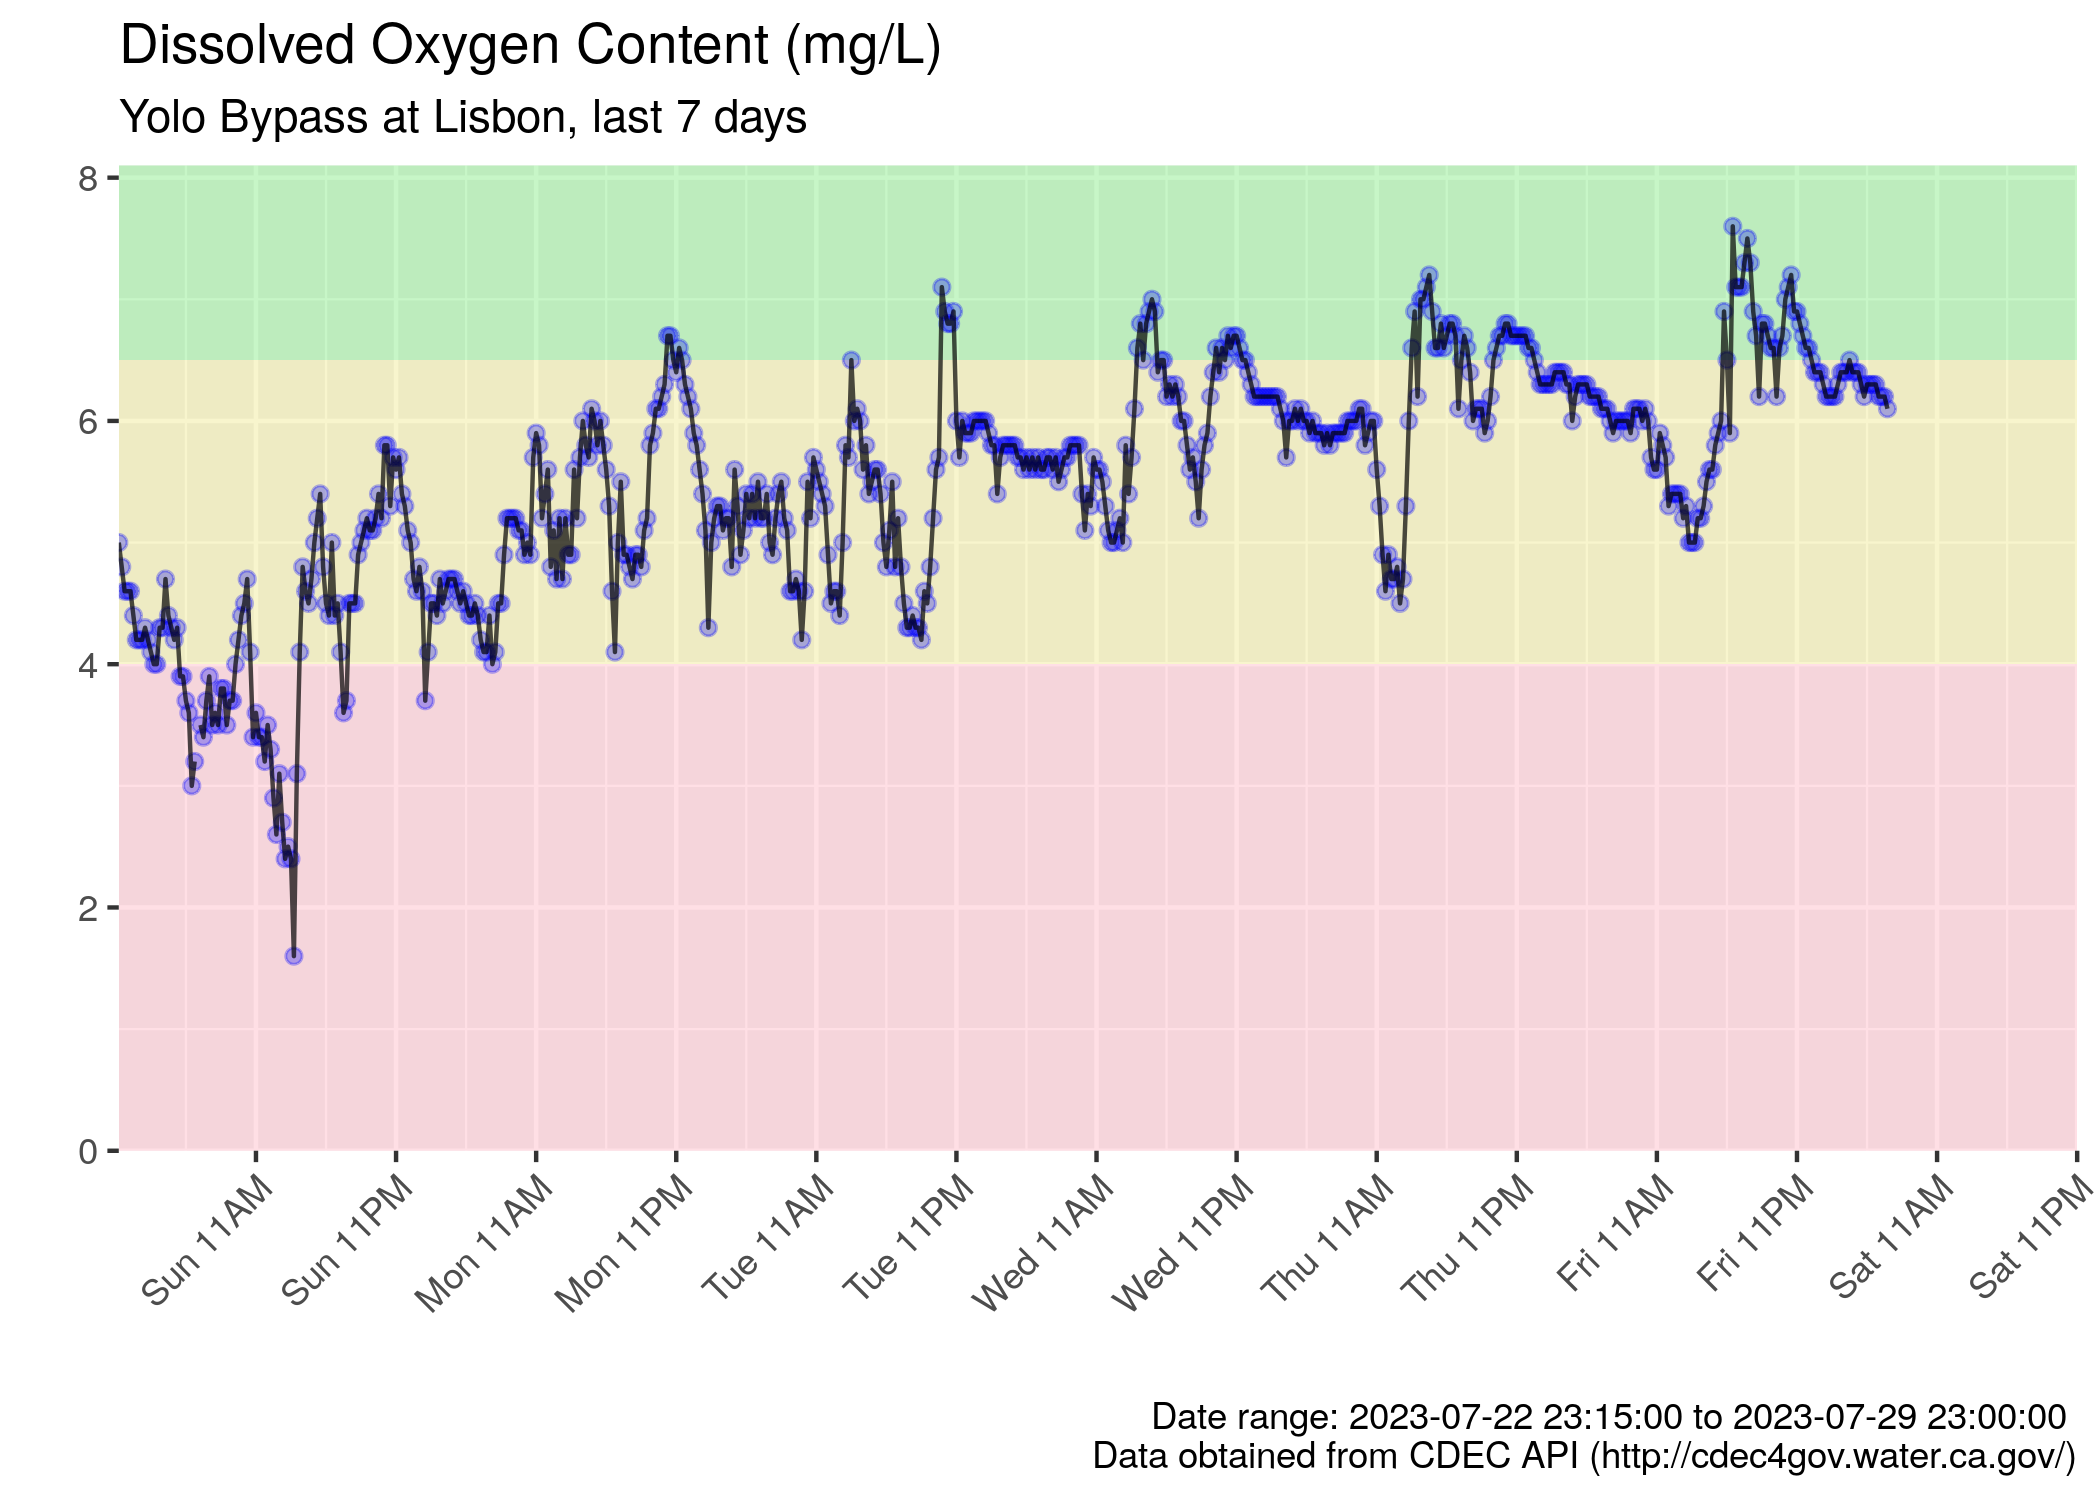 Dissolved Oxygen Content (mg/L)
Yolo Bypass at Lisbon, last 7 days
8
6
4
2
0
Sun 11AM
Sun 11PM
Mon 11AM
Mon 11PM
Tue 11AM
Tue 11PM
Wed 11AM
Wed 11PM
Thu 11AM
Thu 11PM
Fri 11AM
Fri 11PM
Sat 11AM
Sat 11PM
Date range: 2023-07-22 23:15:00 to 2023-07-29 23:00:00
Data obtained from CDEC API (http://cdec4gov.water.ca.gov/)